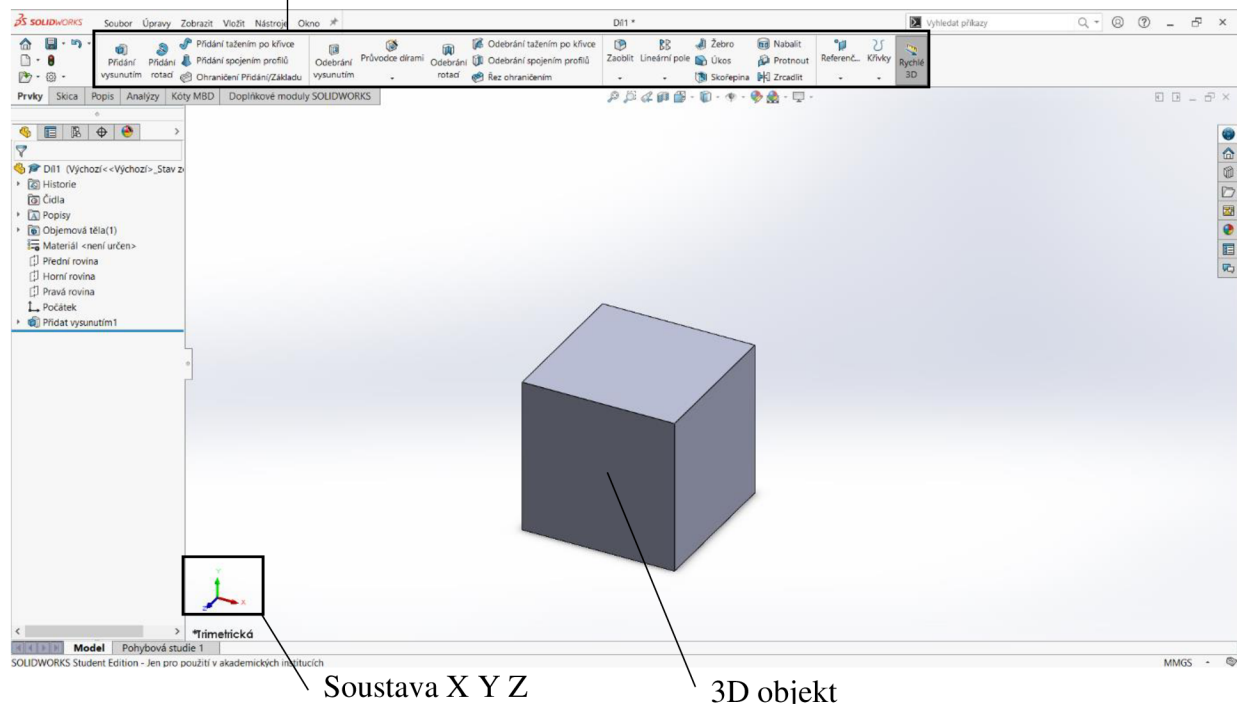 SOLIDWORKS Soubor Úpravy Zobrazit Vložit Nástroje Okno Díl1 * Vyhledat příkazy
Přidání vysunutím
Přidání rotací
Přidání tažením po křivce
Přidání spojením profilů
Ohraničení Přidání/Základu
Odebrání vysunutím
Průvodce dírami
Odebrání rotací
Odebrání tažením po křivce
Odebrání spojením profilů
Řez ohraničením
Zaoblit
Lineární pole
Žebro
Úkos
Skořepina
Nabalit
Protnout
Zrcadlit
Referenč...
Křivky
Rychlé 3D
Prvky Skica Popis Analýzy Kóty MBD Doplňkové moduly SOLIDWORKS
Díl1 (Výchozí<<Výchozí>_Stav z
Historie
Čidla
Popisy
Objemová těla(1)
Materiál <není určen>
Přední rovina
Horní rovina
Pravá rovina
Počátek
Přidat vysunutím1
Y
Z X
*Trimetrická
Model Pohybová studie 1
SOLIDWORKS Student Edition - Jen pro použití v akademických institucích MMGS
Soustava X Y Z
3D objekt